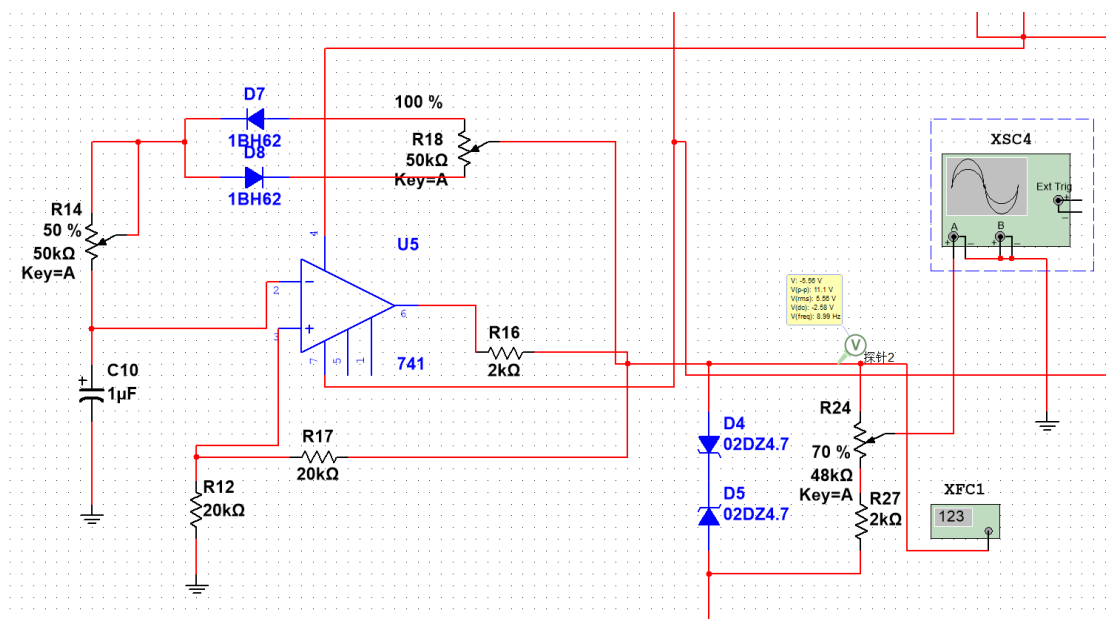 D7
1BH62
D8
1BH62
100 %
R18
50kΩ
Key=A
R14
50 %
50kΩ
Key=A
C10
1µF
+
U5
741
4
2
3
6
7
5
1
R16
2kΩ
R17
20kΩ
R12
20kΩ
D4
02DZ4.7
D5
02DZ4.7
V: -5.56 V
V(p-p): 11.1 V
V(rms): 5.56 V
V(dc): -2.58 V
V(freq): 8.99 Hz
V
探针2
R24
70 %
48kΩ
Key=A
R27
2kΩ
XSC4
Ext Trig
A
B
XFC1
123